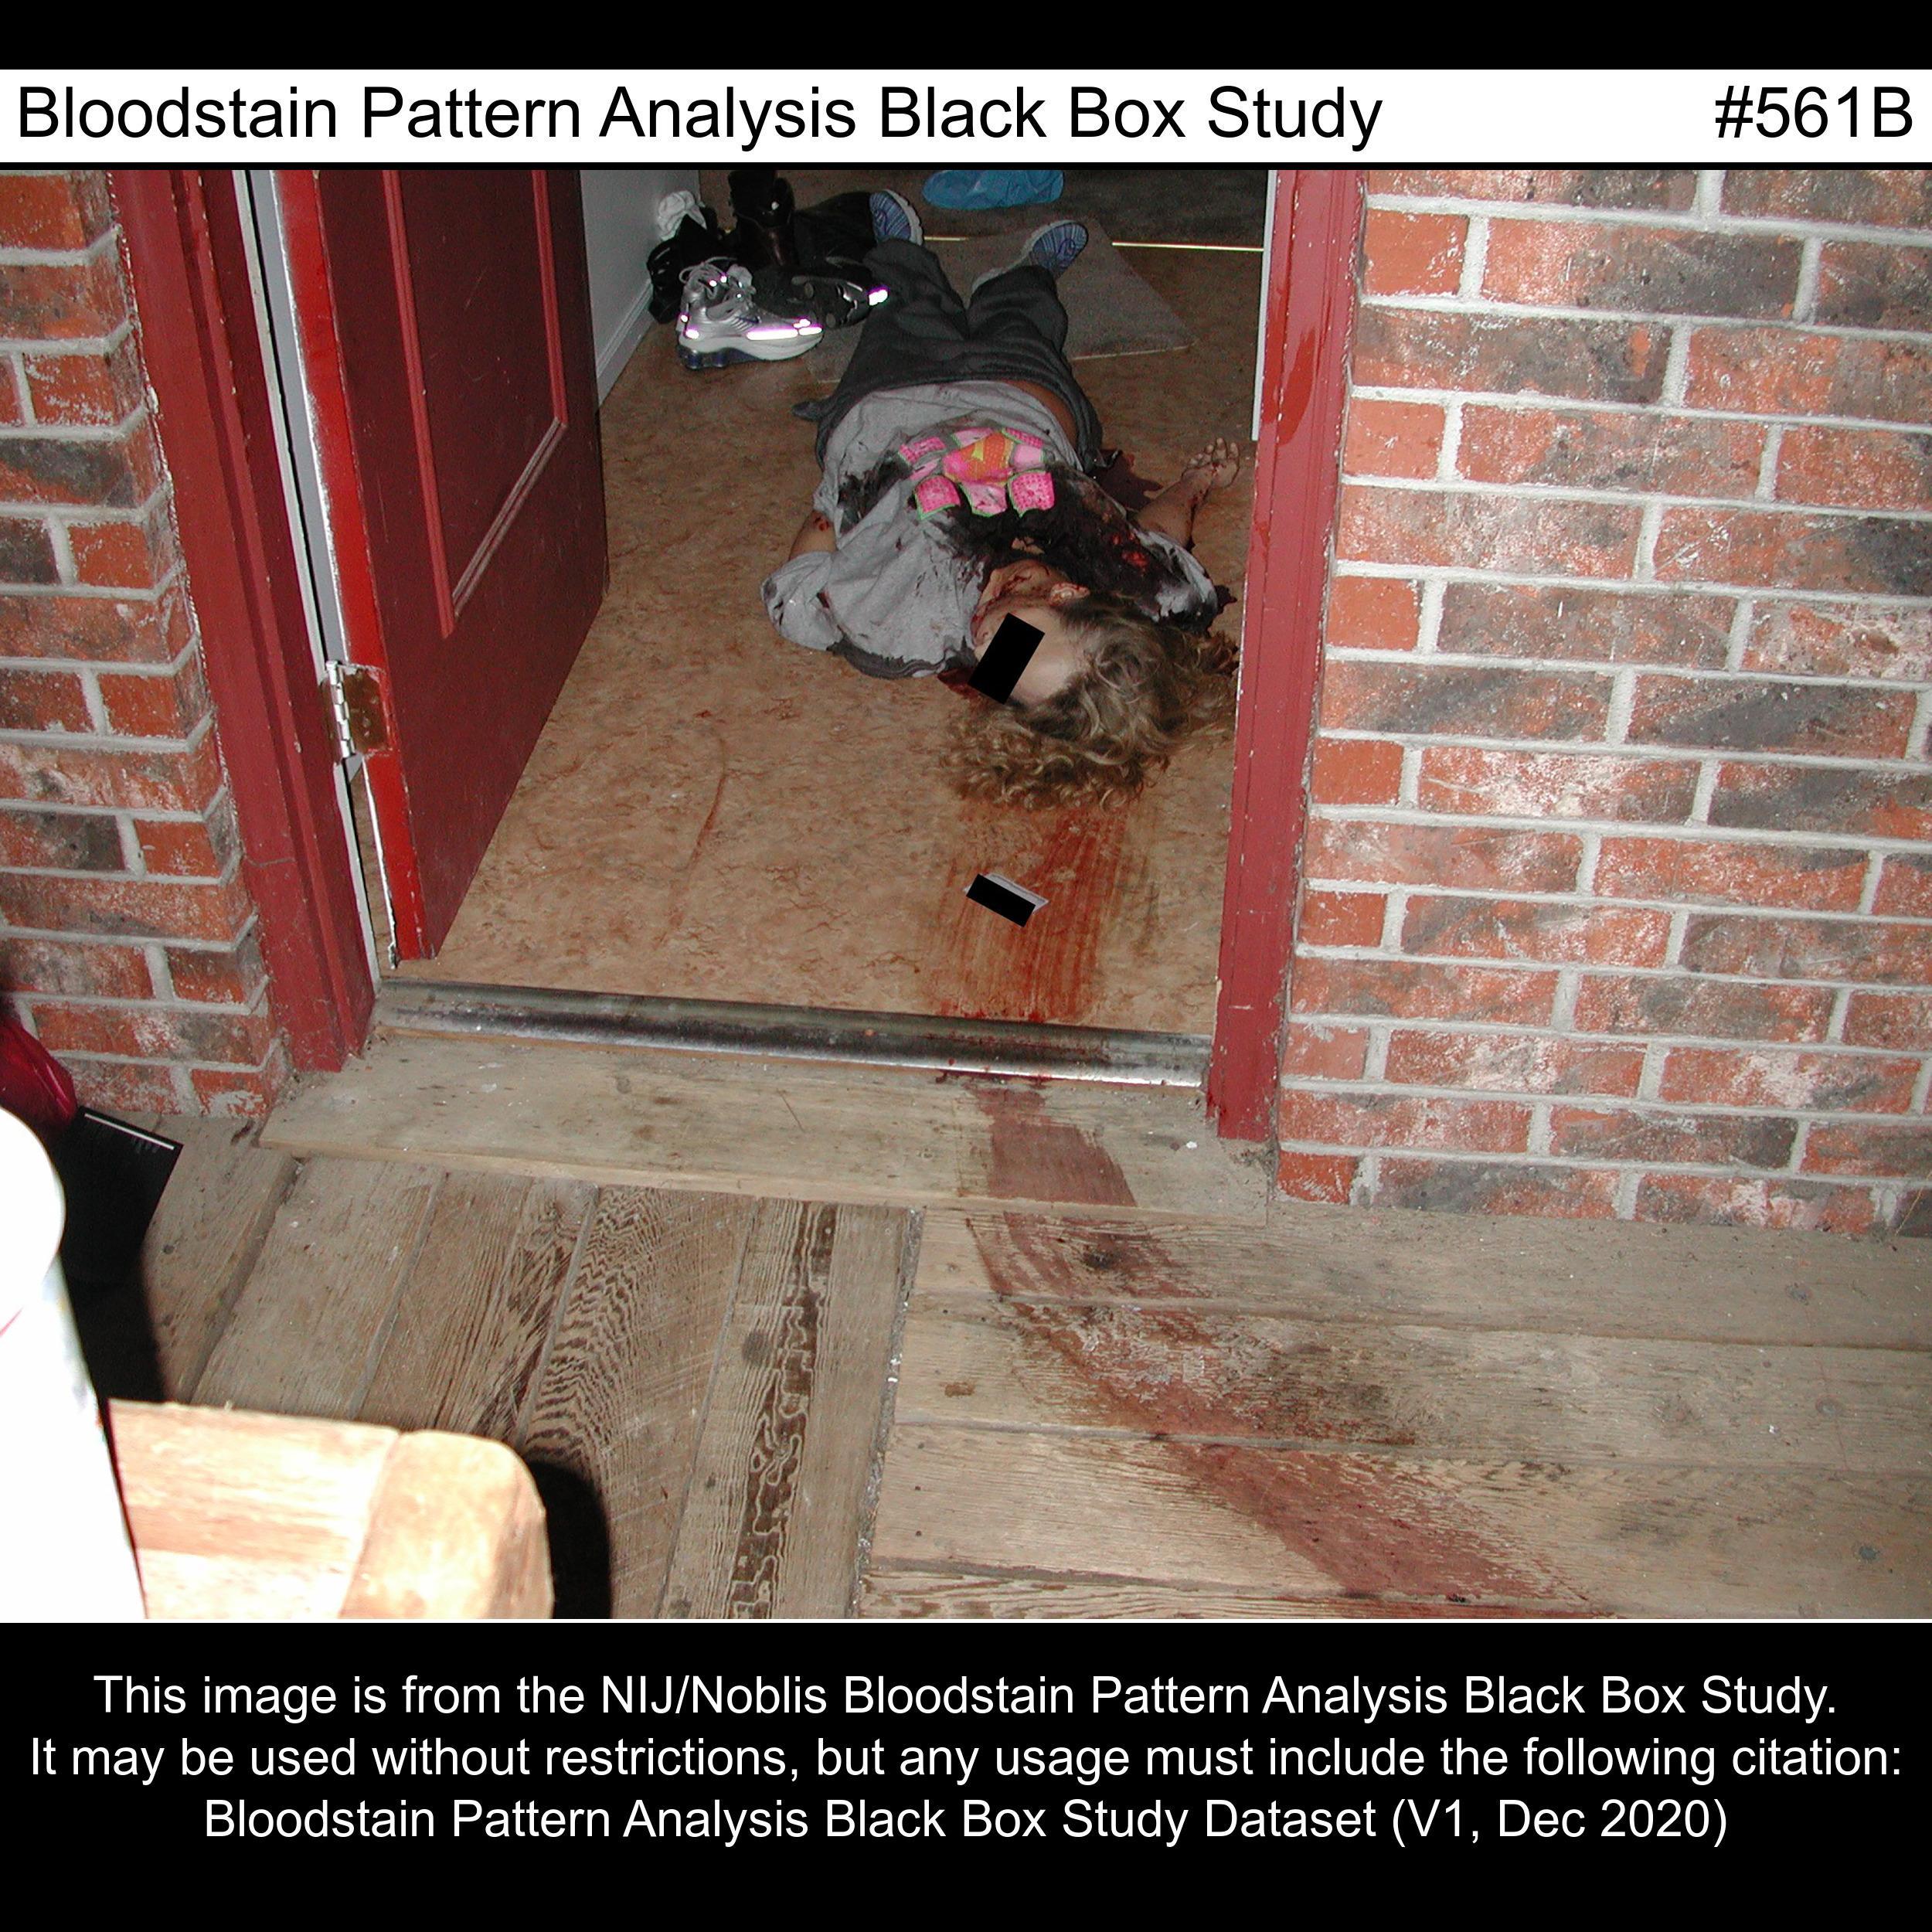 Bloodstain Pattern Analysis Black Box Study #561B
This image is from the NIJ/Noblis Bloodstain Pattern Analysis Black Box Study.
It may be used without restrictions, but any usage must include the following citation:
Bloodstain Pattern Analysis Black Box Study Dataset (V1, Dec 2020)